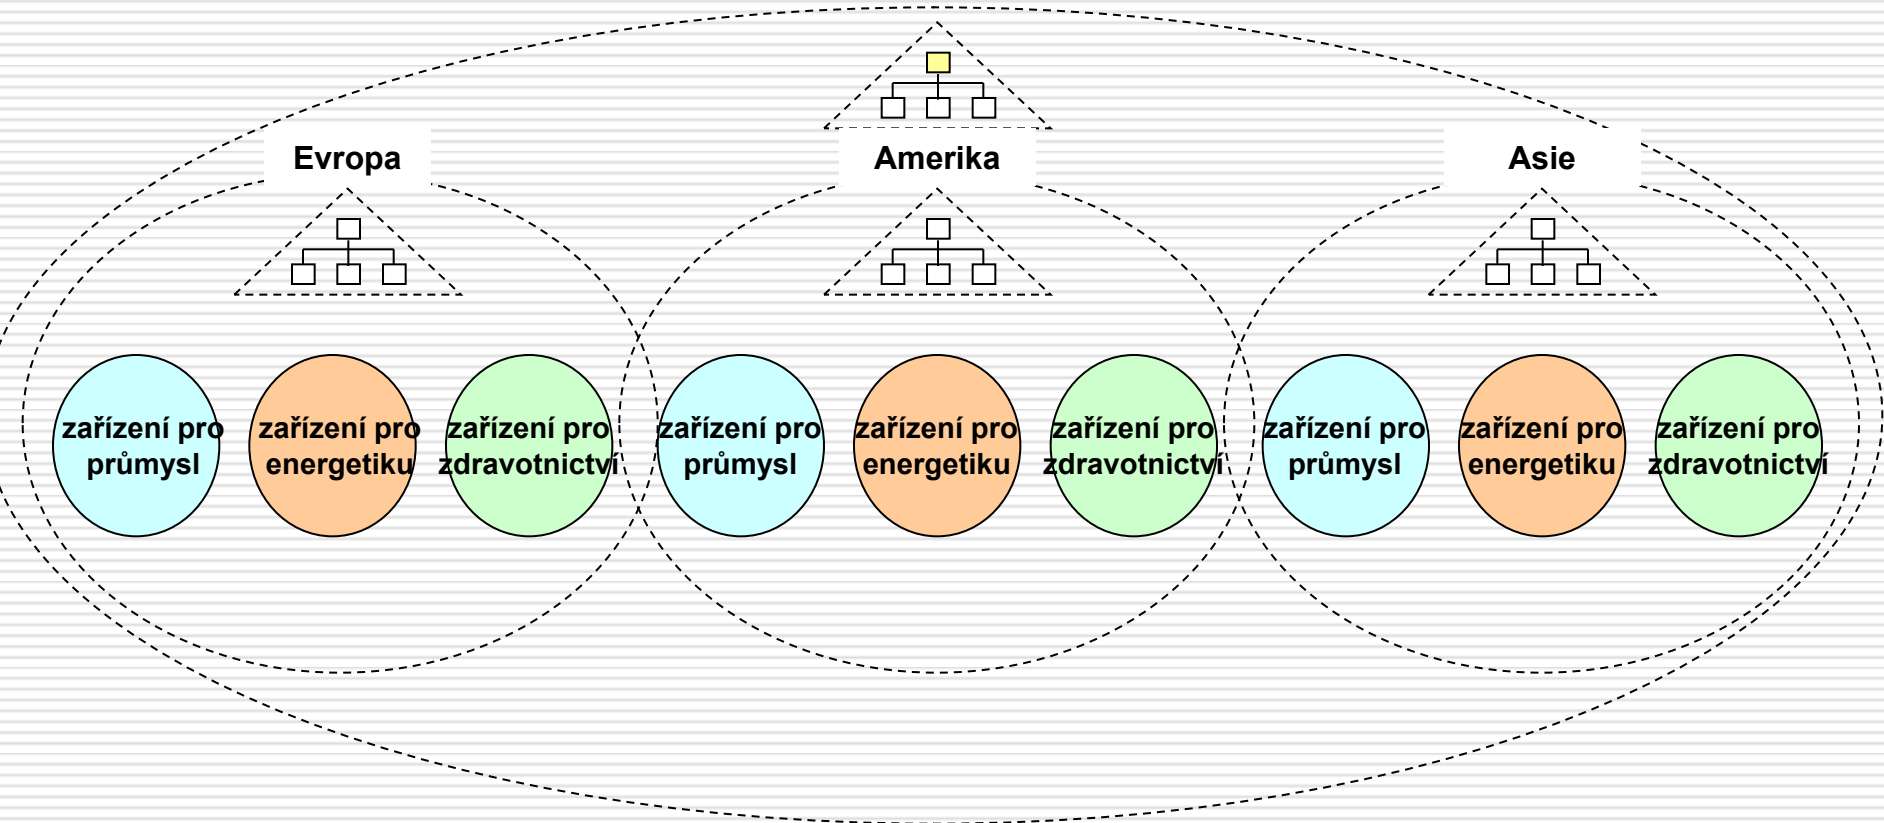 Evropa
Amerika
Asie
zařízení pro
průmysl
zařízení pro
energetiku
zařízení pro
zdravotnictví
zařízení pro
průmysl
zařízení pro
energetiku
zařízení pro
zdravotnictví
zařízení pro
průmysl
zařízení pro
energetiku
zařízení pro
zdravotnictví